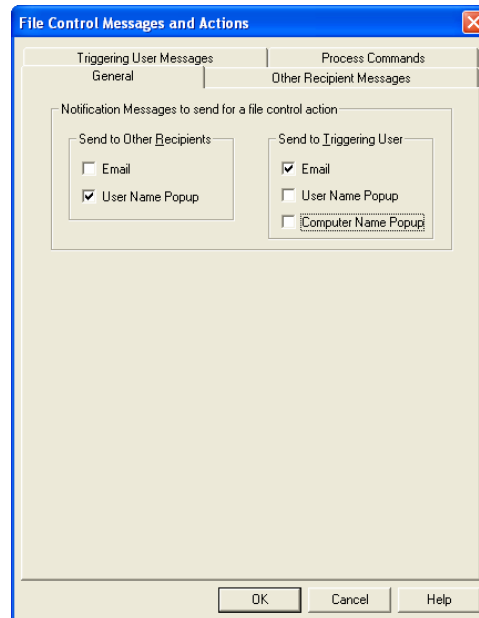 File Control Messages and Actions
Triggering User Messages Process Commands
General Other Recipient Messages
Notification Messages to send for a file control action
Send to Other Recipients Send to Triggering User
Email Email
User Name Popup User Name Popup
Computer Name Popup
OK Cancel Help